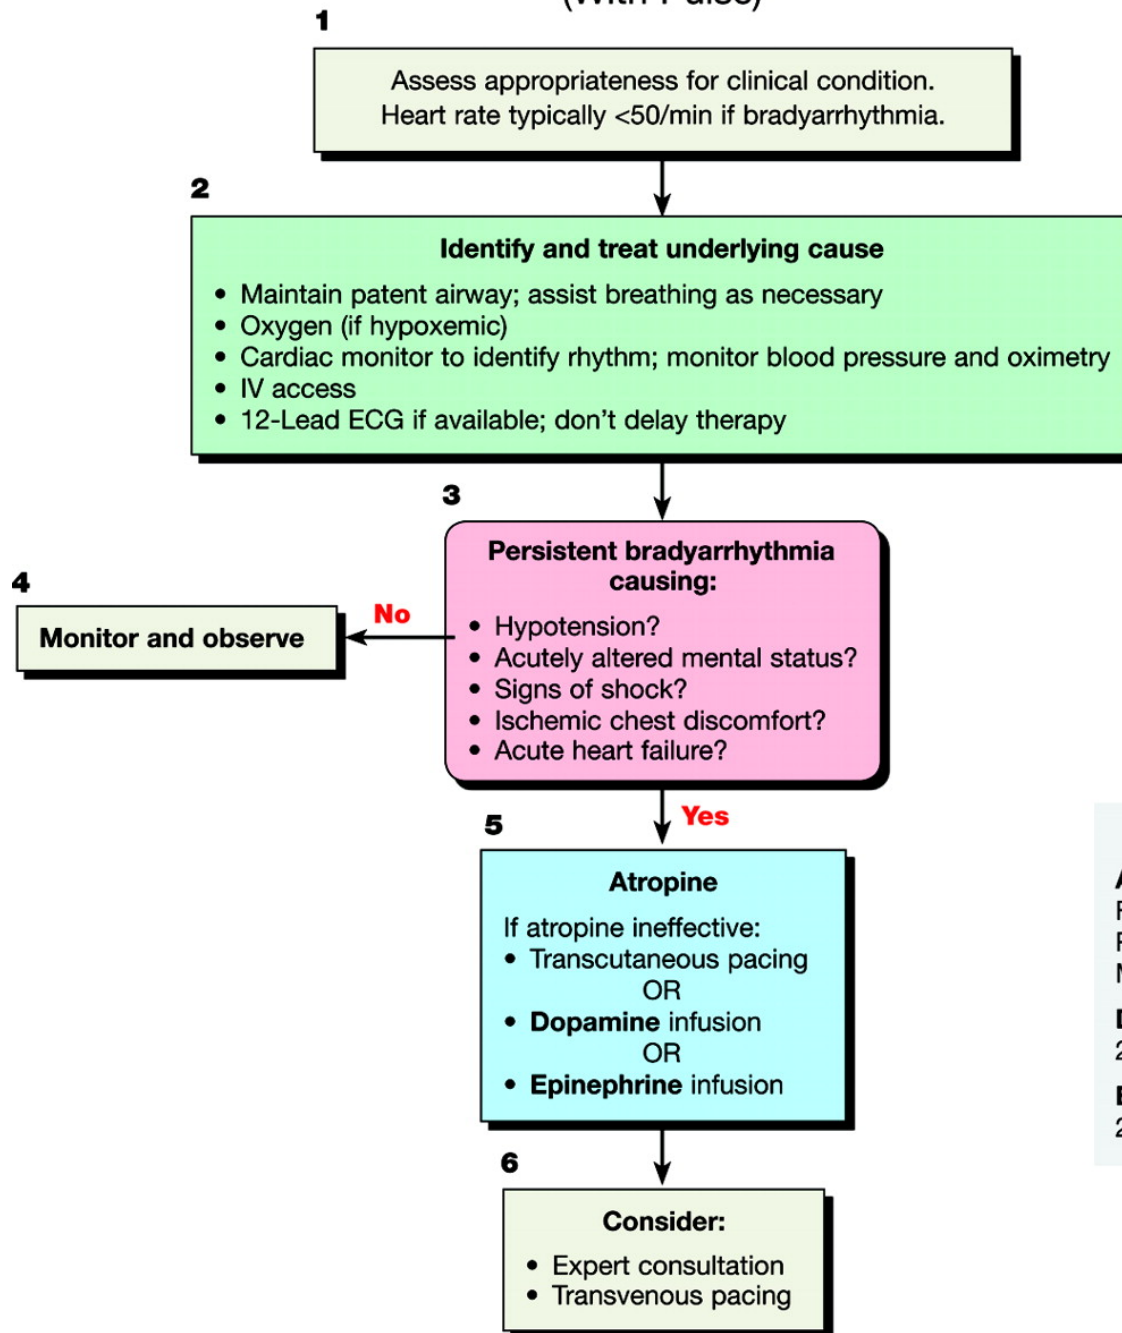 (With Pulse)
1
Assess appropriateness for clinical condition.
Heart rate typically <50/min if bradyarrhythmia.
2
Identify and treat underlying cause
• Maintain patent airway; assist breathing as necessary
• Oxygen (if hypoxemic)
• Cardiac monitor to identify rhythm; monitor blood pressure and oximetry
• IV access
• 12-Lead ECG if available; don’t delay therapy
3
Persistent bradyarrhythmia
causing:
• Hypotension?
• Acutely altered mental status?
• Signs of shock?
• Ischemic chest discomfort?
• Acute heart failure?
4
No
Monitor and observe
Yes
5
Atropine
If atropine ineffective:
• Transcutaneous pacing
OR
• Dopamine infusion
OR
• Epinephrine infusion
6
Consider:
• Expert consultation
• Transvenous pacing